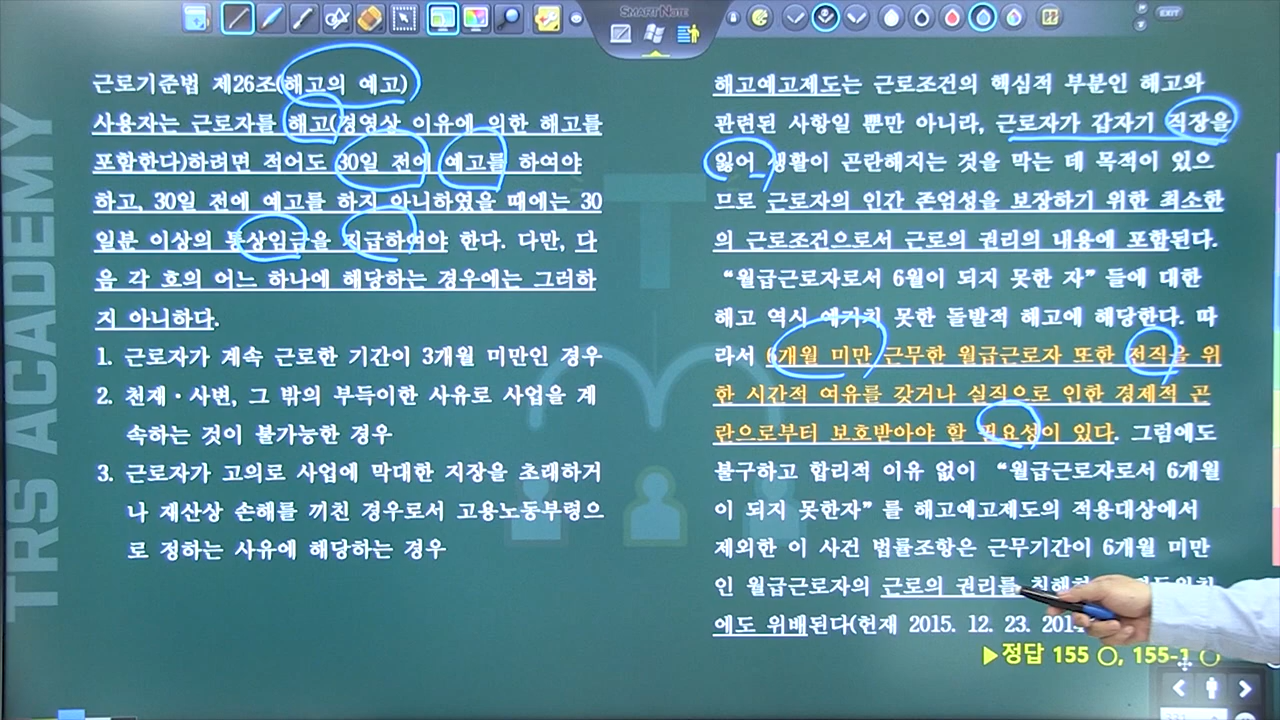 SMART NOTE
EXIT
TRS ACADEMY
근로기준법 제26조(해고의 예고)
사용자는 근로자를 해고(경영상 이유에 의한 해고를
포함한다)하려면 적어도 30일 전에 예고를 하여야
하고, 30일 전에 예고를 하지 아니하였을 때에는 30
일분 이상의 통상임금을 지급하여야 한다. 다만, 다
음 각 호의 어느 하나에 해당하는 경우에는 그러하
지 아니하다.
1. 근로자가 계속 근로한 기간이 3개월 미만인 경우
2. 천재·사변, 그 밖의 부득이한 사유로 사업을 계
속하는 것이 불가능한 경우
3. 근로자가 고의로 사업에 막대한 지장을 초래하거
나 재산상 손해를 끼친 경우로서 고용노동부령으
로 정하는 사유에 해당하는 경우
해고예고제도는 근로조건의 핵심적 부분인 해고와
관련된 사항일 뿐만 아니라, 근로자가 갑자기 직장을
잃어 생활이 곤란해지는 것을 막는 데 목적이 있으
므로 근로자의 인간 존엄성을 보장하기 위한 최소한
의 근로조건으로서 근로의 권리의 내용에 포함된다.
“월급근로자로서 6월이 되지 못한 자”들에 대한
해고 역시 예기치 못한 돌발적 해고에 해당한다. 따
라서 6개월 미만 근무한 월급근로자 또한 전직을 위
한 시간적 여유를 갖거나 실직으로 인한 경제적 곤
란으로부터 보호받아야 할 필요성이 있다. 그럼에도
불구하고 합리적 이유 없이 “월급근로자로서 6개월
이 되지 못한자”를 해고예고제도의 적용대상에서
제외한 이 사건 법률조항은 근무기간이 6개월 미만
인 월급근로자의 근로의 권리를
에도 위배된다(헌재 2015. 12. 23.
▶정답 155 ○, 155-1 ○